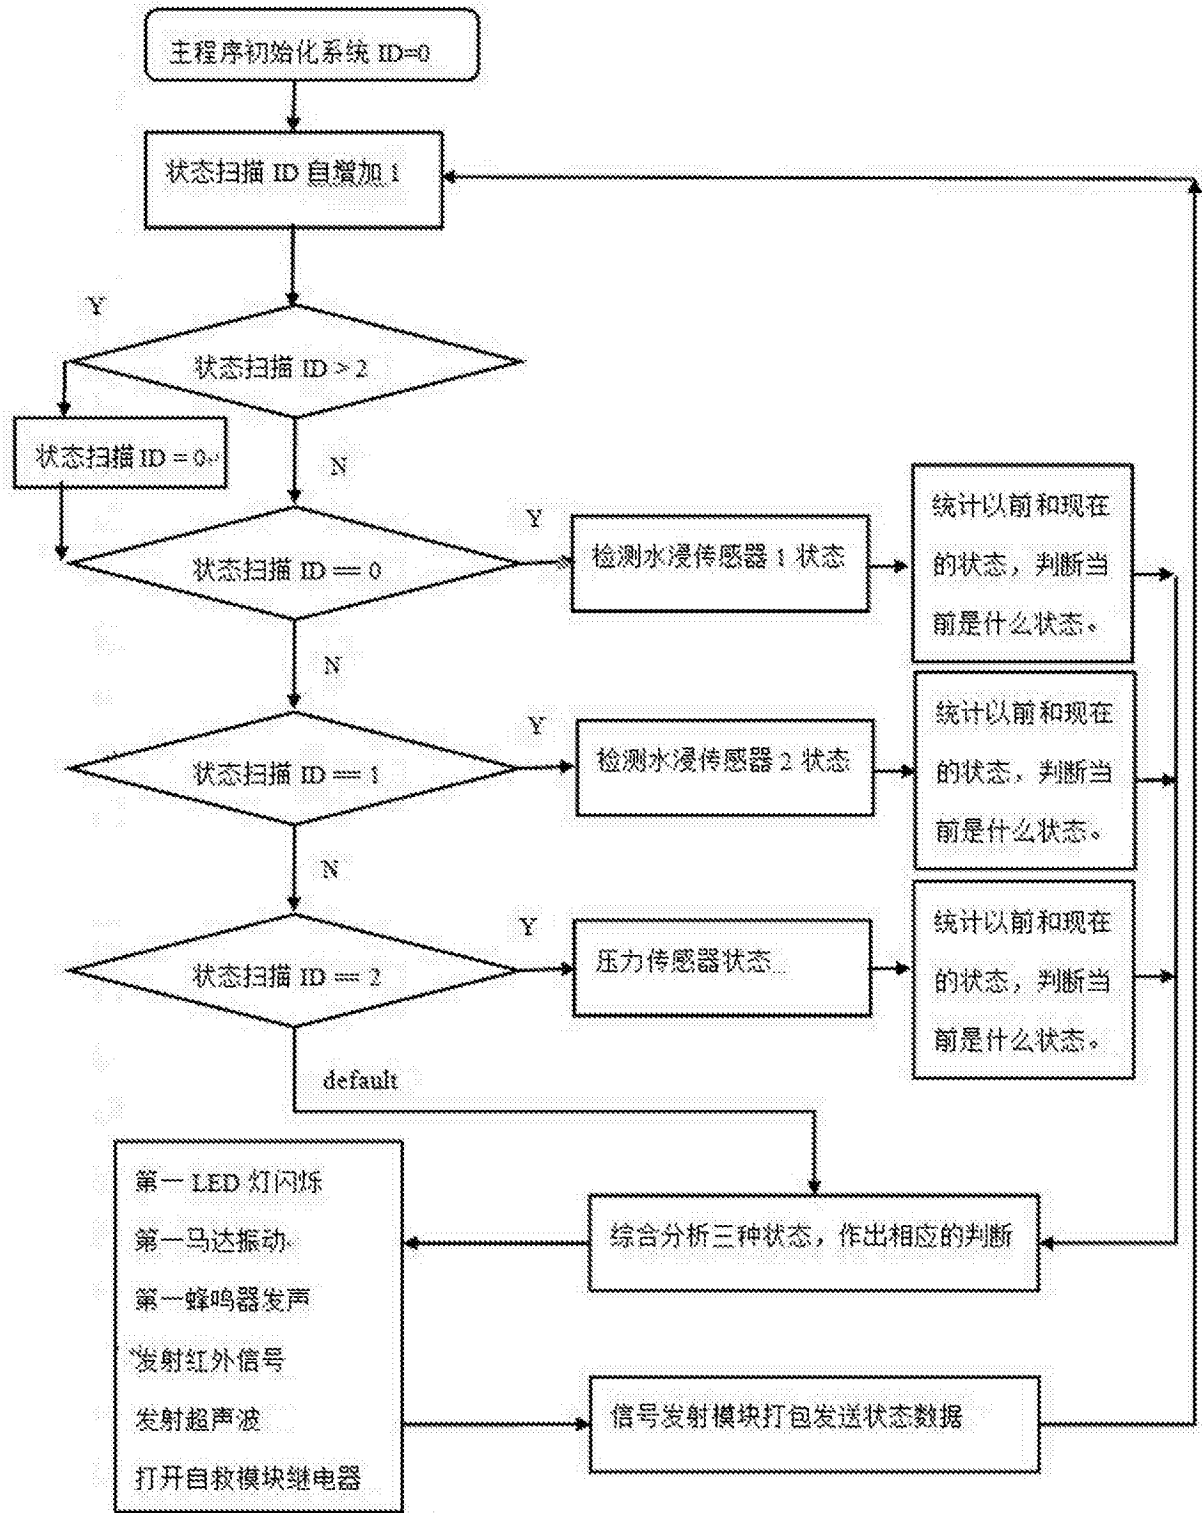 主程序初始化系统 ID=0
状态扫描 ID 自增加 1
Y
状态扫描 ID > 2
状态扫描 ID = 0
N
状态扫描 ID == 0
Y
检测水浸传感器 1 状态
统计以前和现在
的状态，判断当
前是什么状态。
N
状态扫描 ID == 1
Y
检测水浸传感器 2 状态
统计以前和现在
的状态，判断当
前是什么状态。
N
状态扫描 ID == 2
Y
压力传感器状态
统计以前和现在
的状态，判断当
前是什么状态。
default
综合分析三种状态，作出相应的判断
第一 LED 灯闪烁
第一马达振动
第一蜂鸣器发声
发射红外信号
发射超声波
打开自救模块继电器
信号发射模块打包发送状态数据